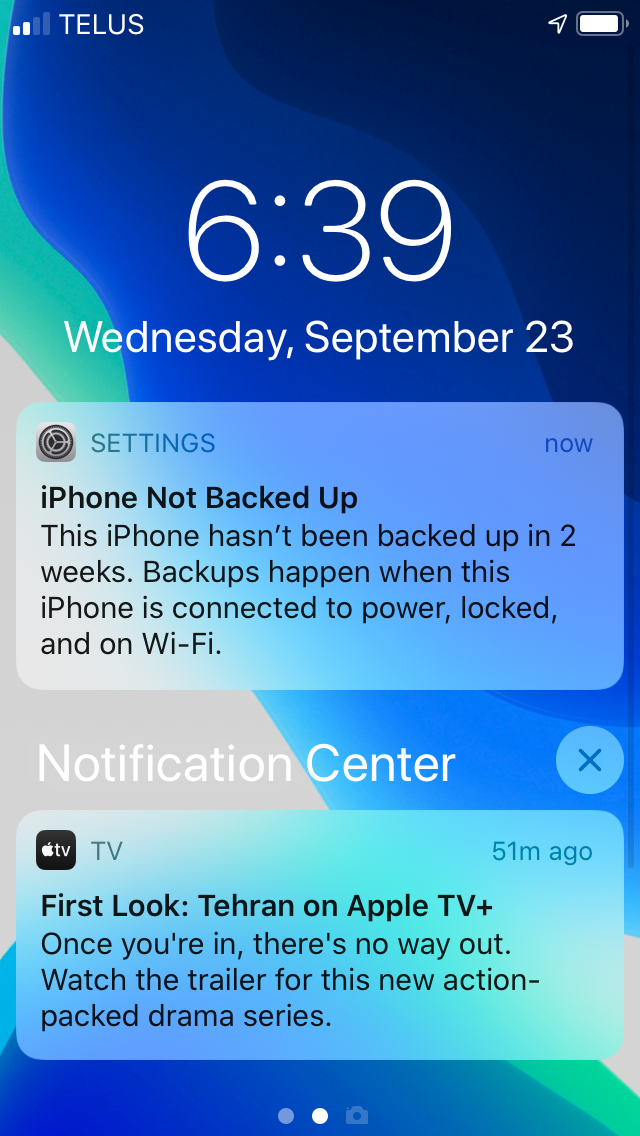 TELUS
6:39
Wednesday, September 23
SETTINGS now
iPhone Not Backed Up
This iPhone hasn't been backed up in 2
weeks. Backups happen when this
iPhone is connected to power, locked,
and on Wi-Fi.
Notification Center
tv TV 51m ago
First Look: Tehran on Apple TV+
Once you're in, there's no way out.
Watch the trailer for this new action-
packed drama series.